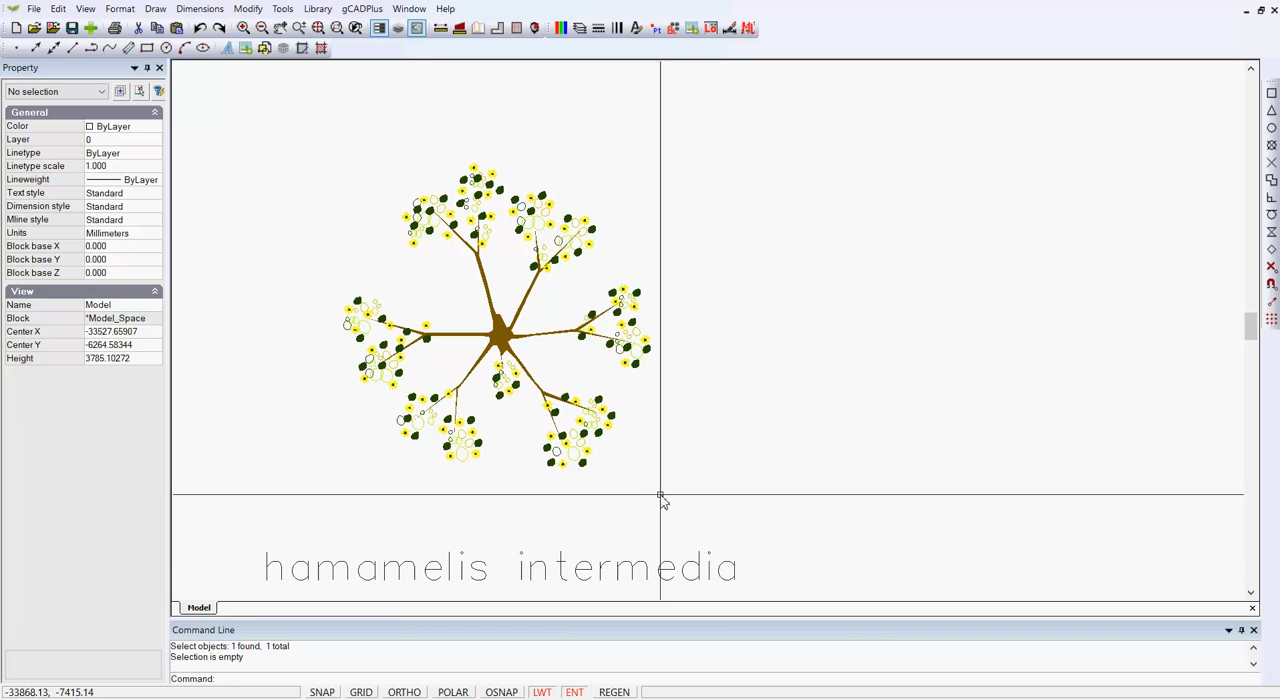 File Edit View Format Draw Dimensions Modify Tools Library gCADPlus Window Help
Property
No selection
General
Color ByLayer
Layer 0
Linetype ByLayer
Linetype scale 1.000
Lineweight ByLayer
Text style Standard
Dimension style Standard
Mline style Standard
Units Millimeters
Block base X 0.000
Block base Y 0.000
Block base Z 0.000
View
Name Model
Block *Model_Space
Center X -33527.65907
Center Y -6264.58344
Height 3785.10272
hamamelis intermedia
Model
Command Line
Select objects: 1 found, 1 total
Selection is empty
Command:
-33868.13, -7415.14 SNAP GRID ORTHO POLAR OSNAP LWT ENT REGEN